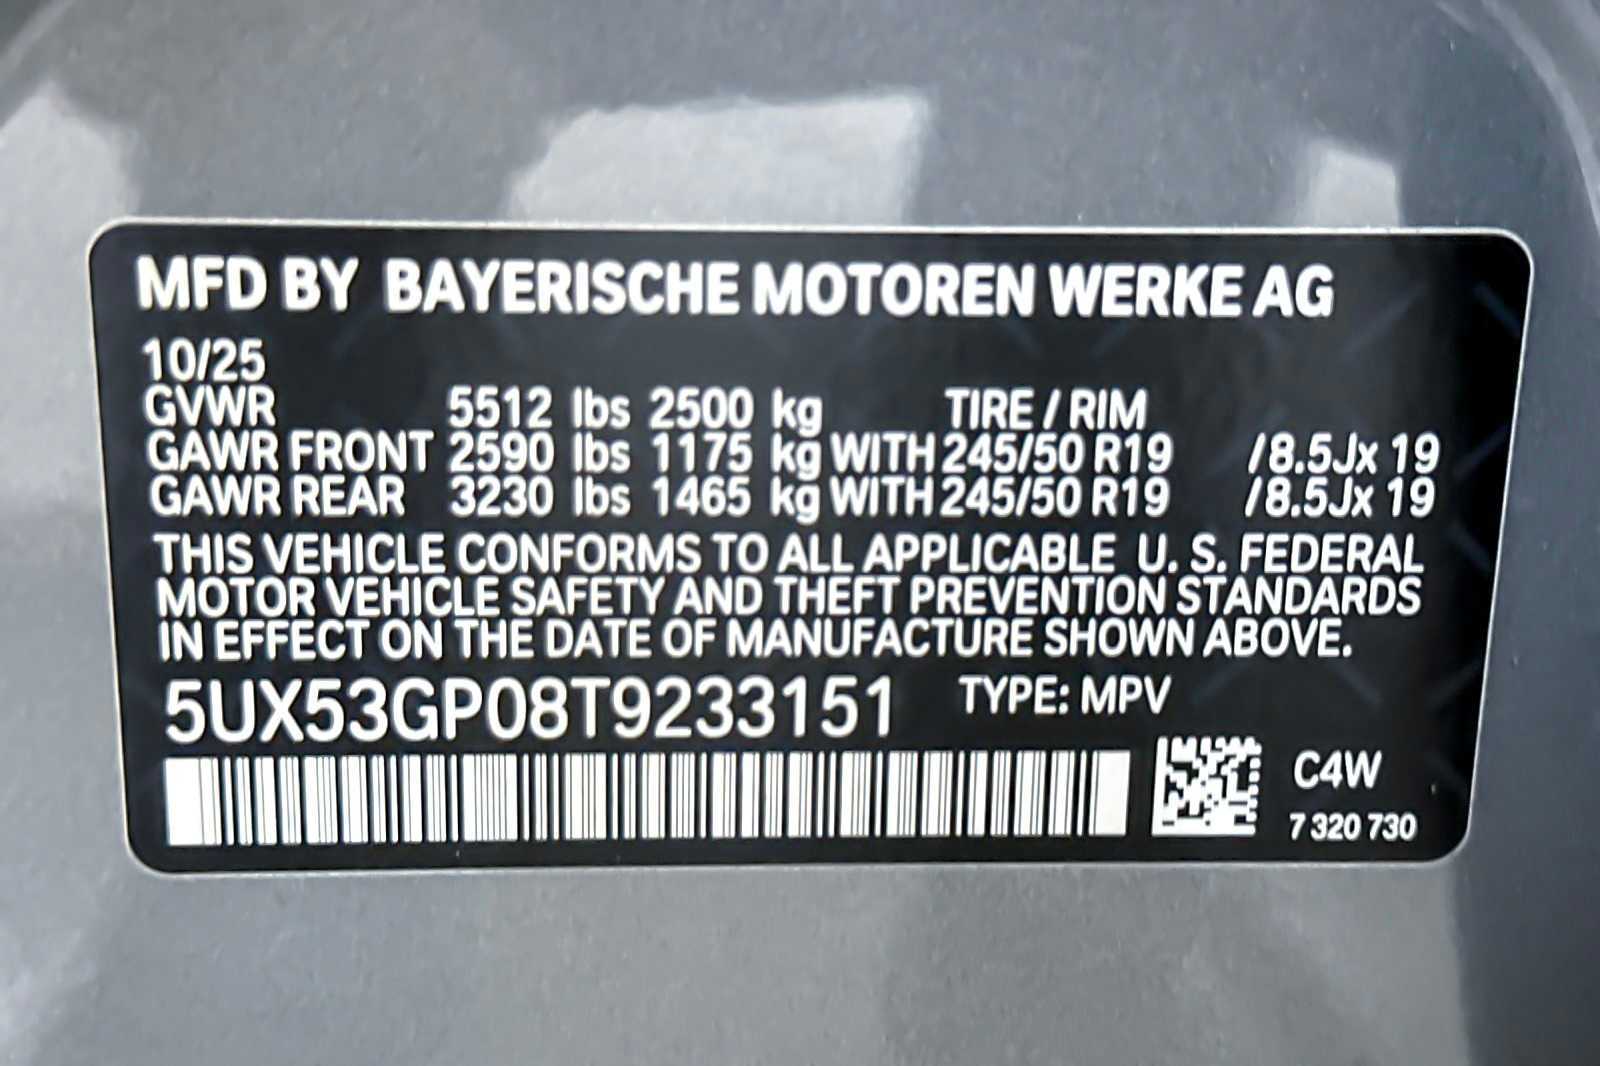 MFD BY BAYERISCHE MOTOREN WERKE AG
10/25
GVWR 5512 lbs 2500 kg TIRE / RIM
GAWR FRONT 2590 lbs 1175 kg WITH 245/50 R19 /8.5Jx 19
GAWR REAR 3230 lbs 1465 kg WITH 245/50 R19 /8.5Jx 19
THIS VEHICLE CONFORMS TO ALL APPLICABLE U. S. FEDERAL
MOTOR VEHICLE SAFETY AND THEFT PREVENTION STANDARDS
IN EFFECT ON THE DATE OF MANUFACTURE SHOWN ABOVE.
5UX53GP08T9233151 TYPE: MPV
C4W
7 320 730